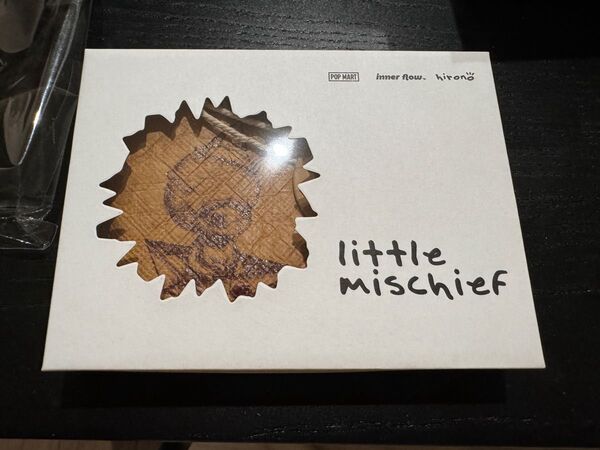 POP MART inner flow. hirono
little
mischief